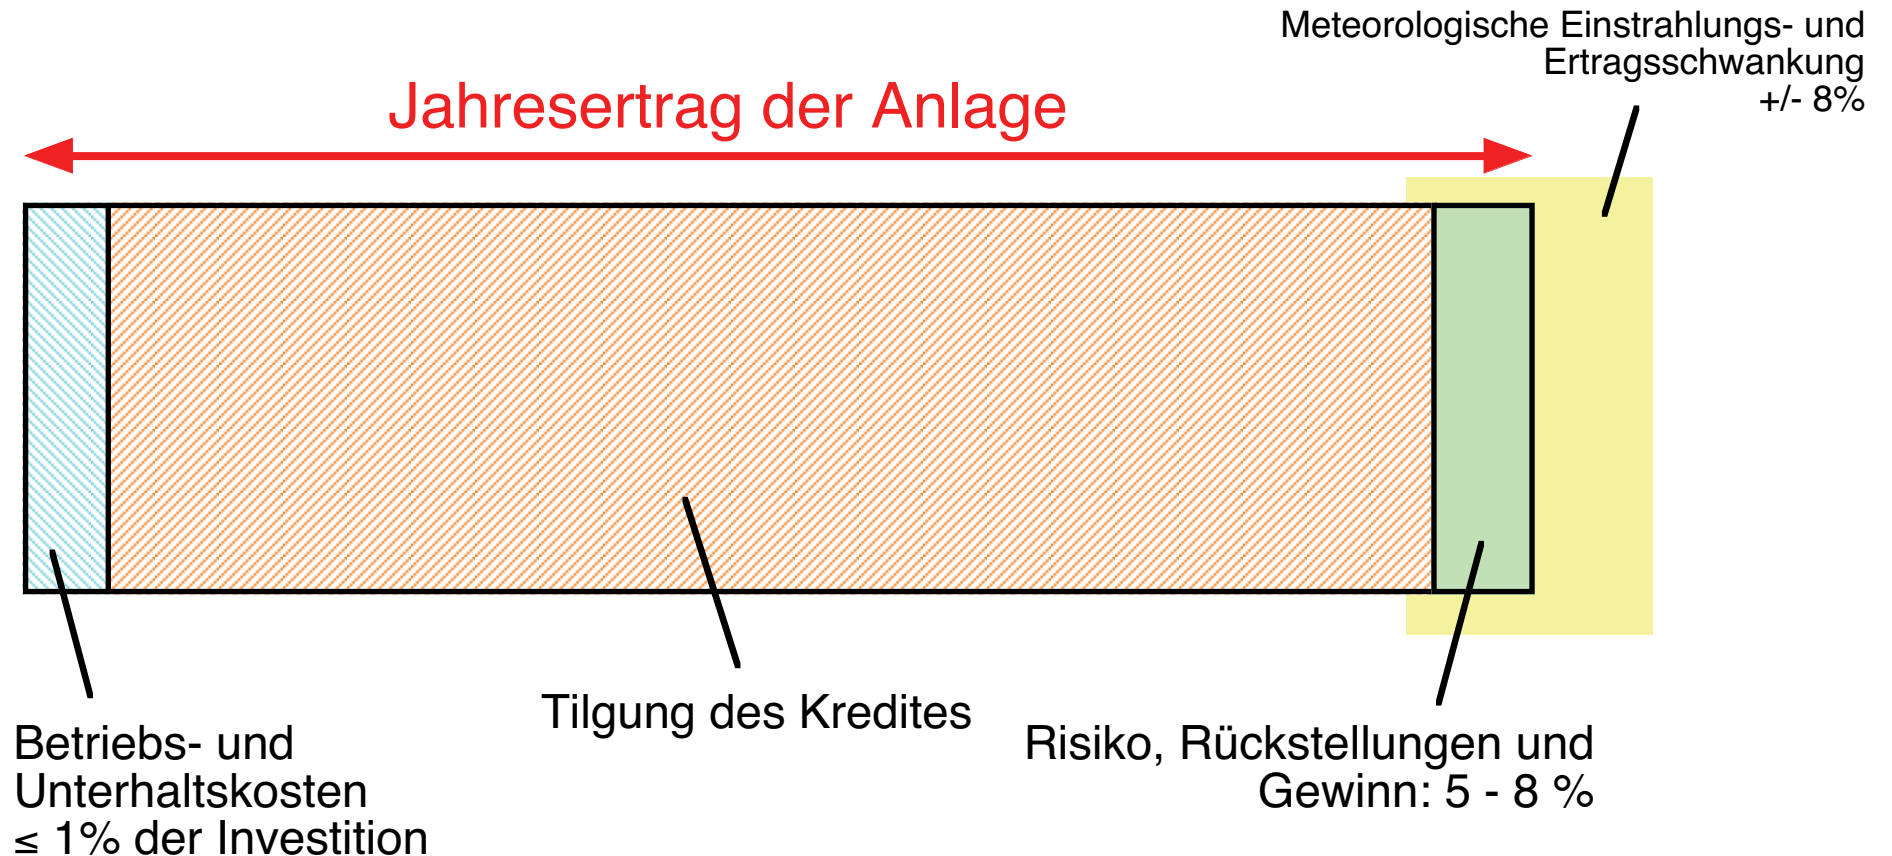 Meteorologische Einstrahlungs- und
Ertragsschwankung
+/- 8%
Jahresertrag der Anlage
Tilgung des Kredites
Betriebs- und
Unterhaltskosten
≤ 1% der Investition
Risiko, Rückstellungen und
Gewinn: 5 - 8 %